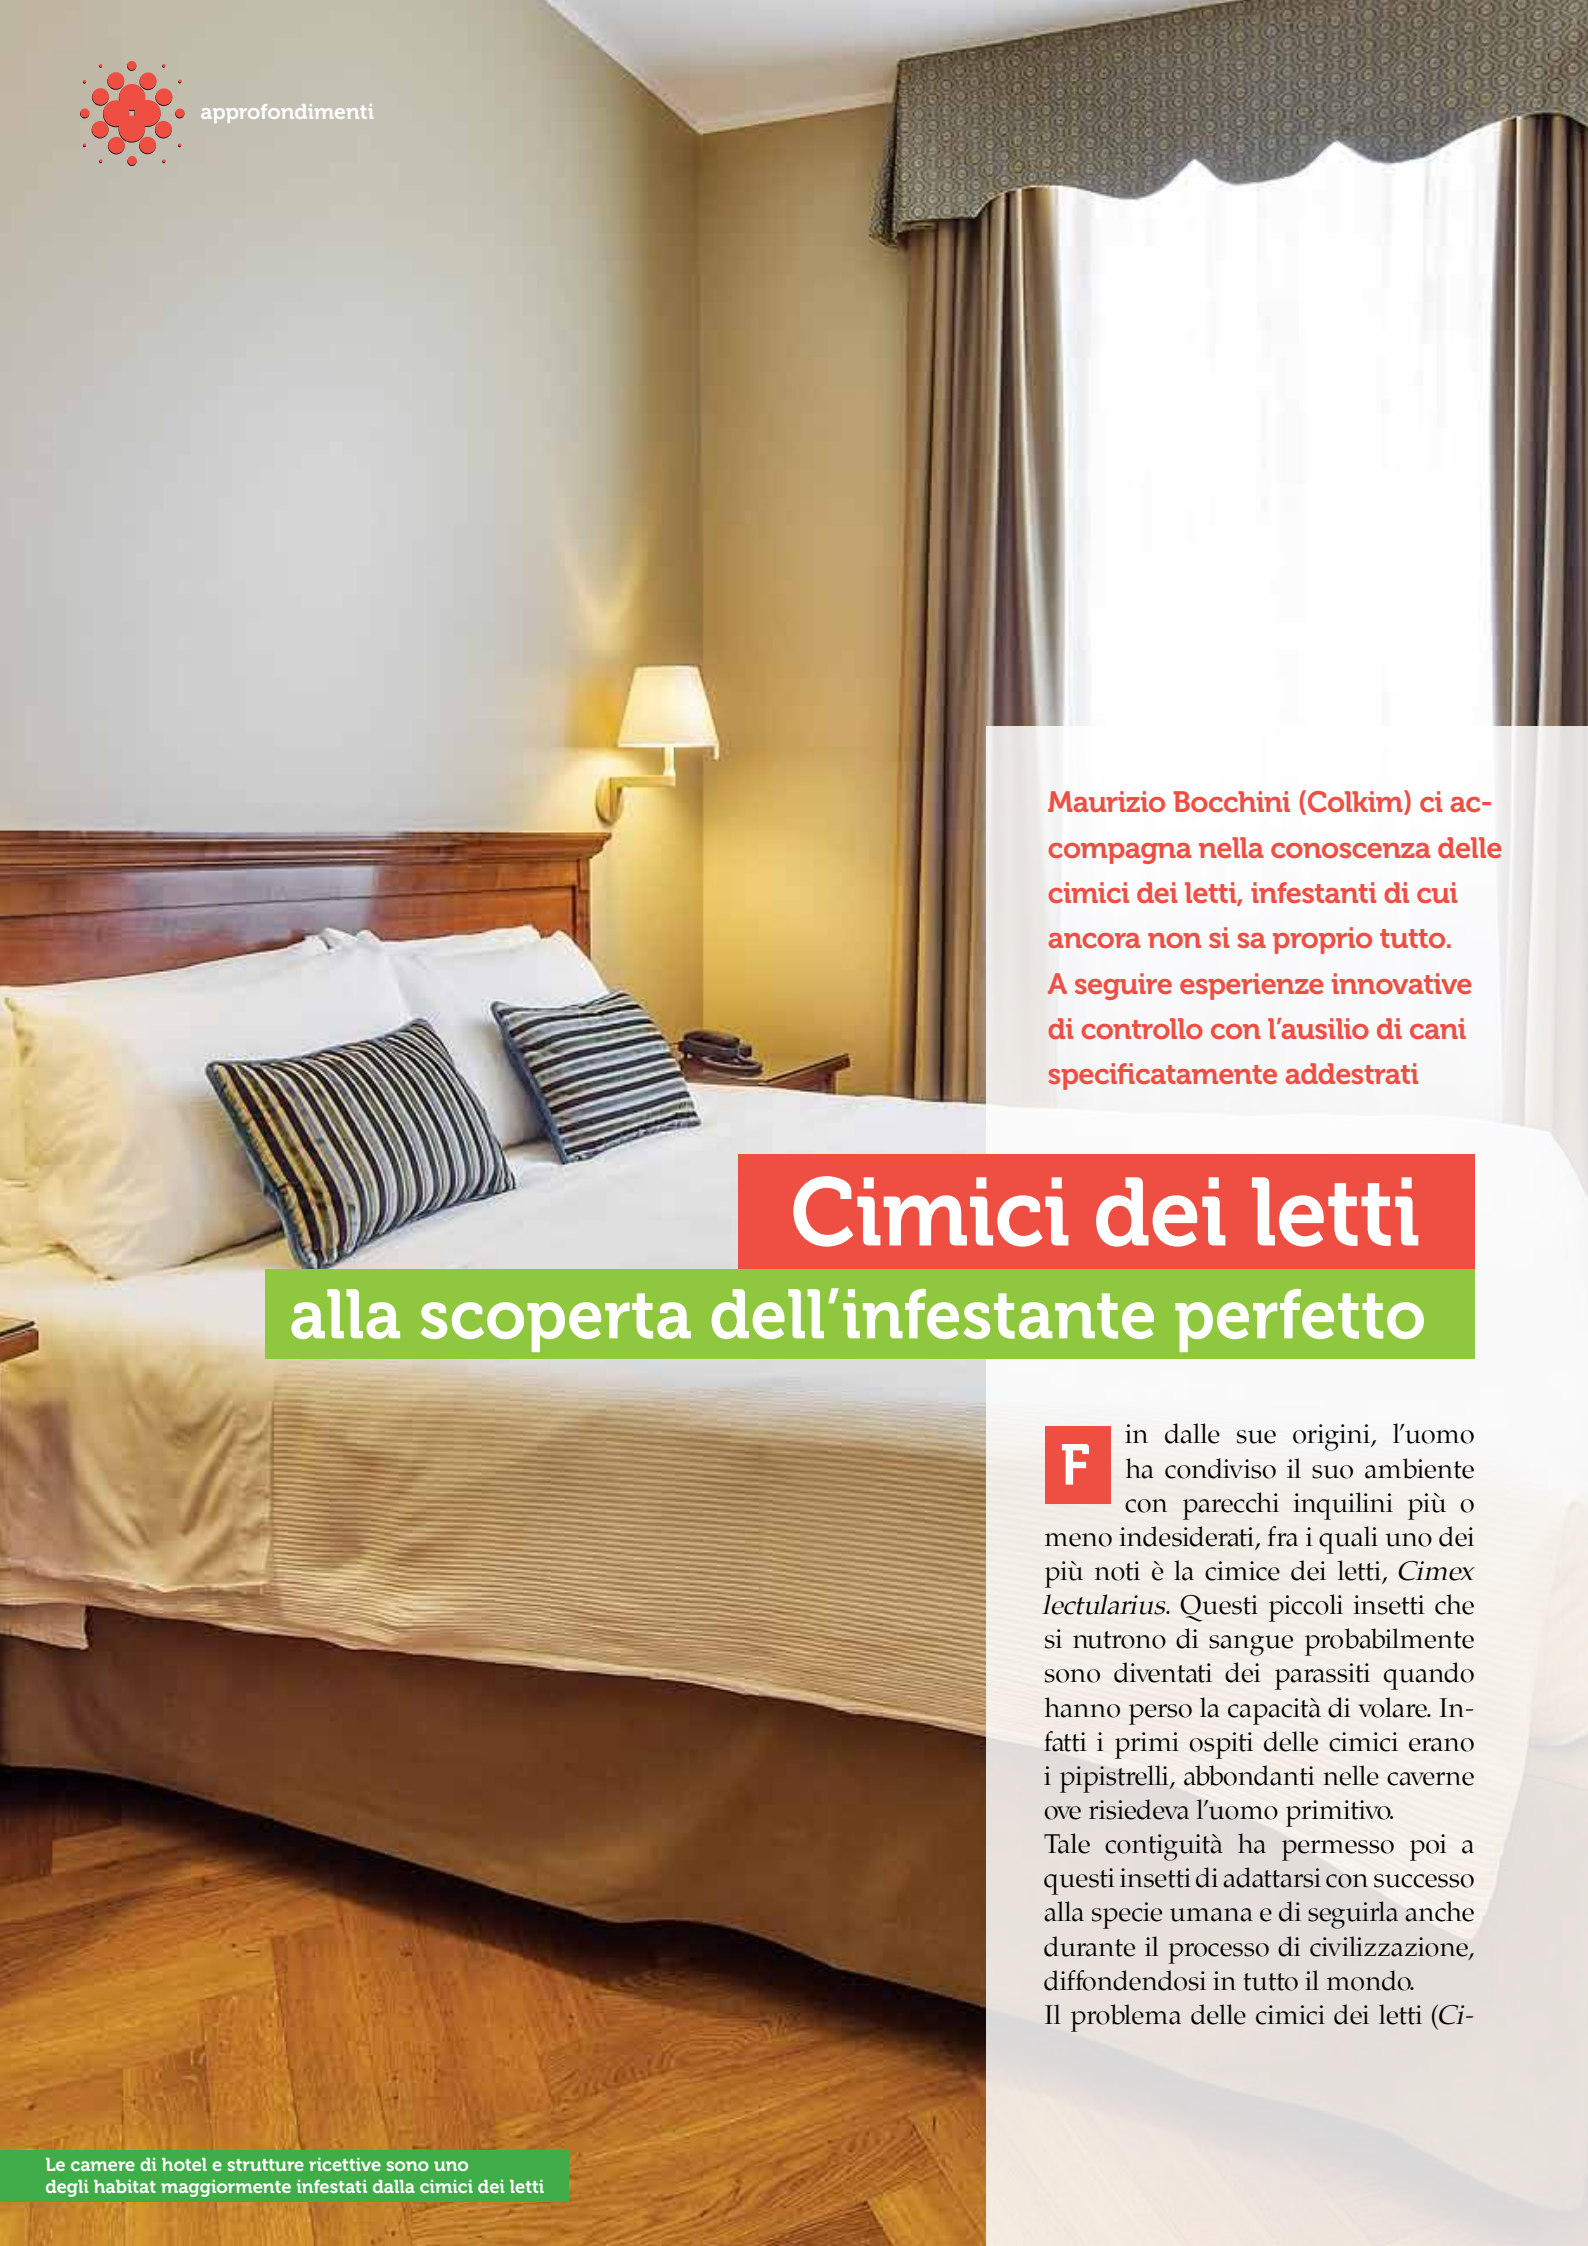 approfondimenti
Maurizio Bocchini (Colkim) ci ac-
compagna nella conoscenza delle
cimici dei letti, infestanti di cui
ancora non si sa proprio tutto.
A seguire esperienze innovative
di controllo con l’ausilio di cani
specificatamente addestrati
Cimici dei letti
alla scoperta dell’infestante perfetto
Fin dalle sue origini, l’uomo
ha condiviso il suo ambiente
con parecchi inquilini più o
meno indesiderati, fra i quali uno dei
più noti è la cimice dei letti, Cimex
lectularius. Questi piccoli insetti che
si nutrono di sangue probabilmente
sono diventati dei parassiti quando
hanno perso la capacità di volare. In-
fatti i primi ospiti delle cimici erano
i pipistrelli, abbondanti nelle caverne
ove risiedeva l’uomo primitivo.
Tale contiguità ha permesso poi a
questi insetti di adattarsi con successo
alla specie umana e di seguirla anche
durante il processo di civilizzazione,
diffondendosi in tutto il mondo.
Il problema delle cimici dei letti (Ci-
Le camere di hotel e strutture ricettive sono uno
degli habitat maggiormente infestati dalla cimici dei letti